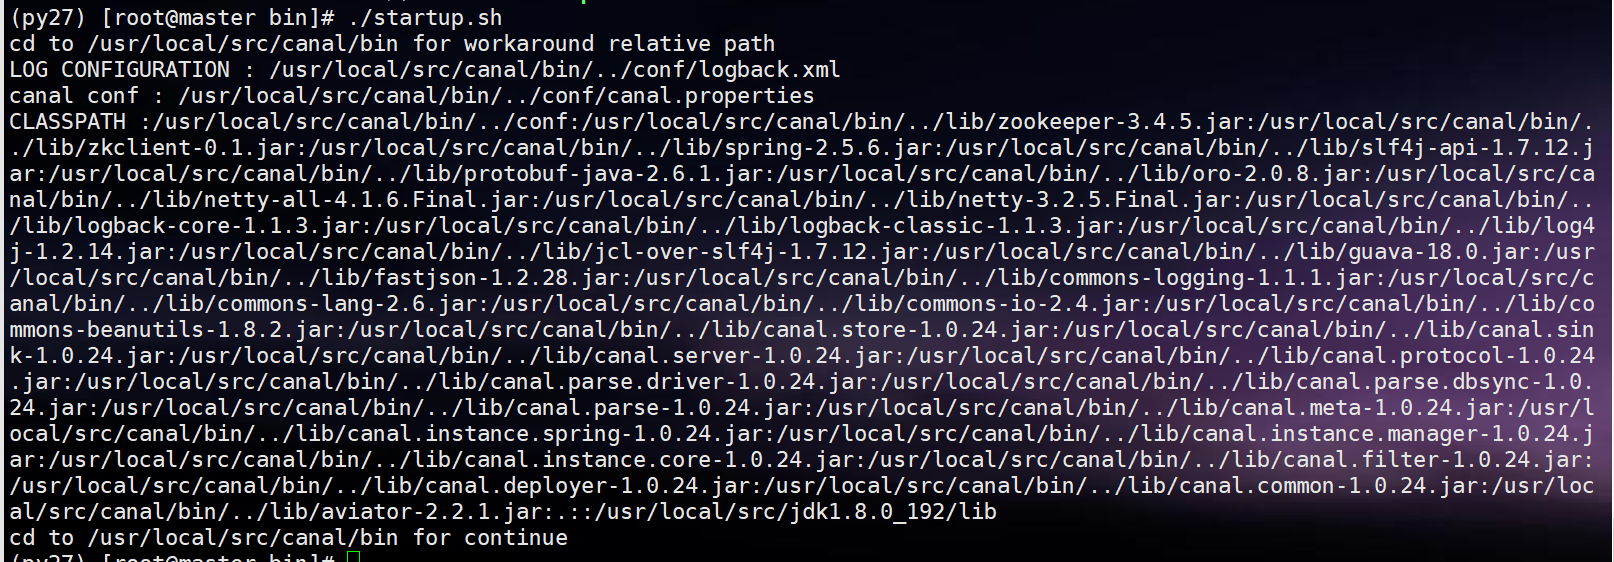 (py27) [root@master bin]# ./startup.sh
cd to /usr/local/src/canal/bin for workaround relative path
LOG CONFIGURATION : /usr/local/src/canal/bin/../conf/logback.xml
canal conf : /usr/local/src/canal/bin/../conf/canal.properties
CLASSPATH :/usr/local/src/canal/bin/../conf:/usr/local/src/canal/bin/../lib/zookeeper-3.4.5.jar:/usr/local/src/canal/bin/.
./lib/zkclient-0.1.jar:/usr/local/src/canal/bin/../lib/spring-2.5.6.jar:/usr/local/src/canal/bin/../lib/slf4j-api-1.7.12.j
ar:/usr/local/src/canal/bin/../lib/protobuf-java-2.6.1.jar:/usr/local/src/canal/bin/../lib/oro-2.0.8.jar:/usr/local/src/ca
nal/bin/../lib/netty-all-4.1.6.Final.jar:/usr/local/src/canal/bin/../lib/netty-3.2.5.Final.jar:/usr/local/src/canal/bin/..
/lib/logback-core-1.1.3.jar:/usr/local/src/canal/bin/../lib/logback-classic-1.1.3.jar:/usr/local/src/canal/bin/../lib/log4
j-1.2.14.jar:/usr/local/src/canal/bin/../lib/jcl-over-slf4j-1.7.12.jar:/usr/local/src/canal/bin/../lib/guava-18.0.jar:/usr
/local/src/canal/bin/../lib/fastjson-1.2.28.jar:/usr/local/src/canal/bin/../lib/commons-logging-1.1.1.jar:/usr/local/src/c
anal/bin/../lib/commons-lang-2.6.jar:/usr/local/src/canal/bin/../lib/commons-io-2.4.jar:/usr/local/src/canal/bin/../lib/co
mmons-beanutils-1.8.2.jar:/usr/local/src/canal/bin/../lib/canal.store-1.0.24.jar:/usr/local/src/canal/bin/../lib/canal.sin
k-1.0.24.jar:/usr/local/src/canal/bin/../lib/canal.server-1.0.24.jar:/usr/local/src/canal/bin/../lib/canal.protocol-1.0.24
.jar:/usr/local/src/canal/bin/../lib/canal.parse.driver-1.0.24.jar:/usr/local/src/canal/bin/../lib/canal.parse.dbsync-1.0.
24.jar:/usr/local/src/canal/bin/../lib/canal.parse-1.0.24.jar:/usr/local/src/canal/bin/../lib/canal.meta-1.0.24.jar:/usr/l
ocal/src/canal/bin/../lib/canal.instance.spring-1.0.24.jar:/usr/local/src/canal/bin/../lib/canal.instance.manager-1.0.24.j
ar:/usr/local/src/canal/bin/../lib/canal.instance.core-1.0.24.jar:/usr/local/src/canal/bin/../lib/canal.filter-1.0.24.jar:
/usr/local/src/canal/bin/../lib/canal.deployer-1.0.24.jar:/usr/local/src/canal/bin/../lib/canal.common-1.0.24.jar:/usr/loc
al/src/canal/bin/../lib/aviator-2.2.1.jar:.::/usr/local/src/jdk1.8.0_192/lib
cd to /usr/local/src/canal/bin for continue
(py27) [root@master bin]#